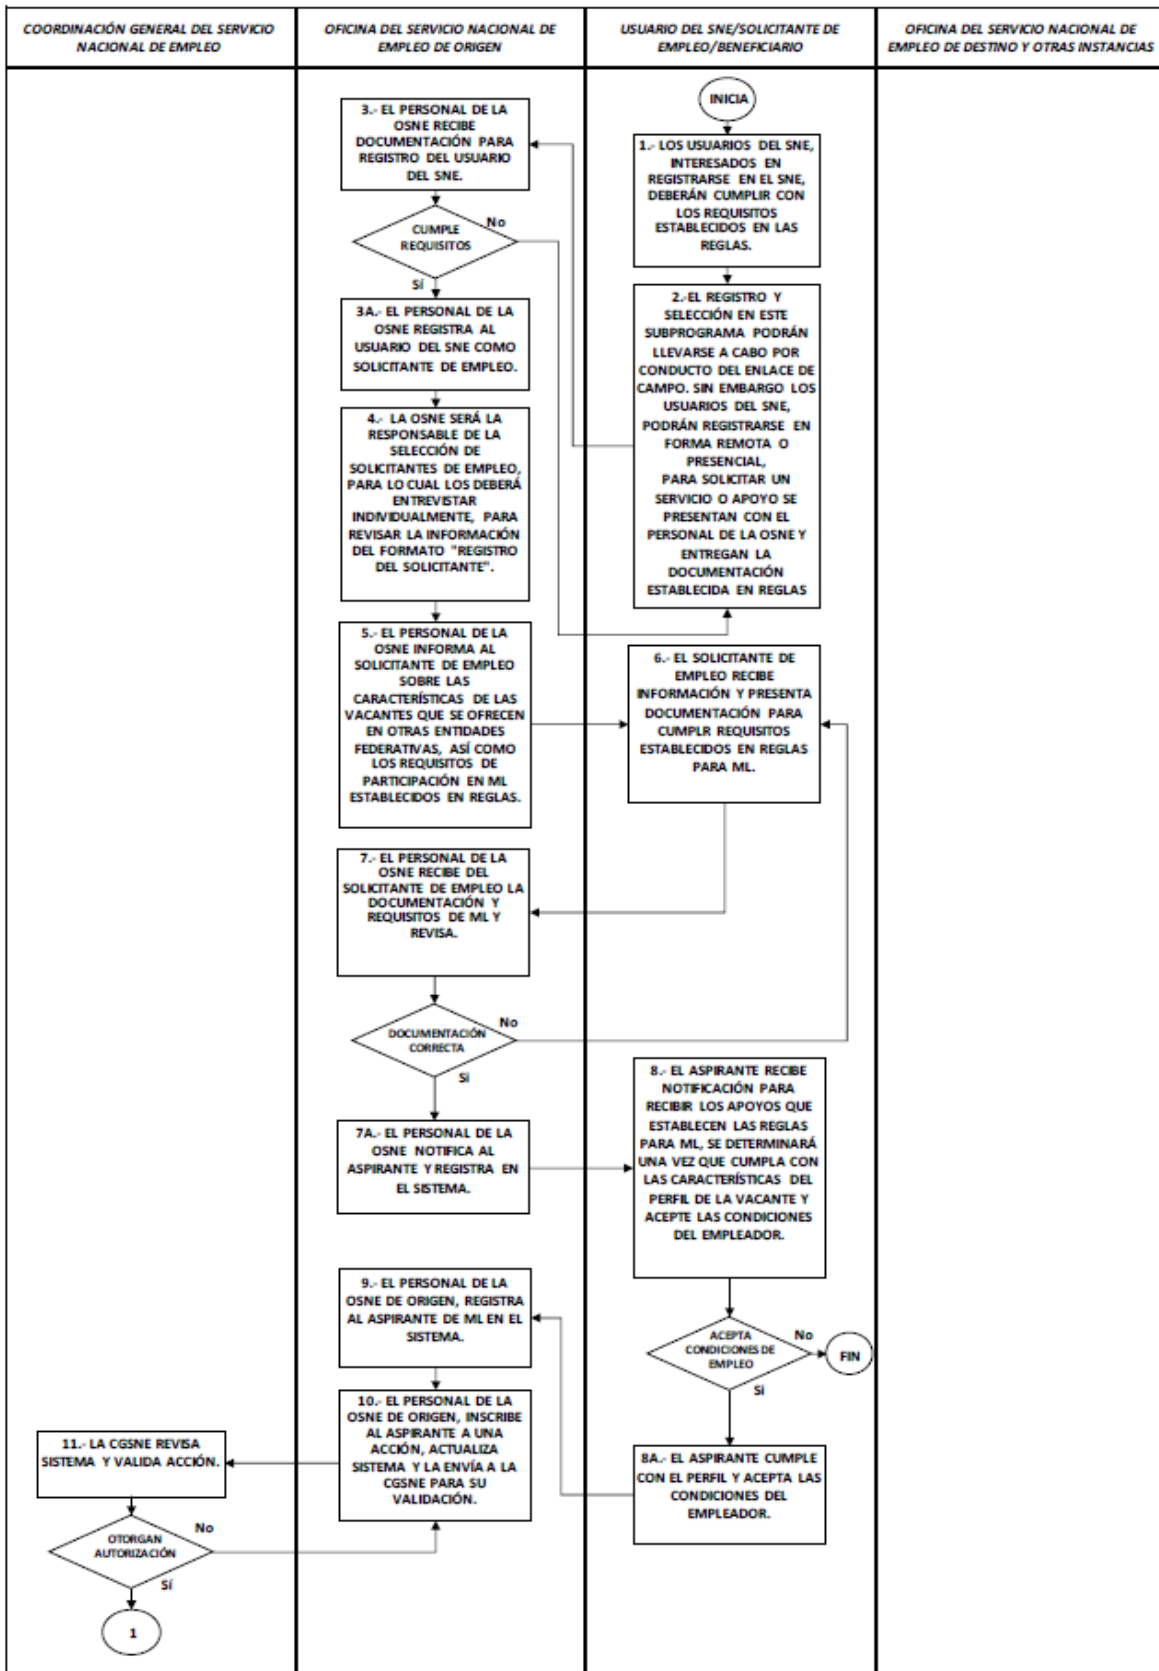 COORDINACIÓN GENERAL DEL SERVICIO
NACIONAL DE EMPLEO
OFICINA DEL SERVICIO NACIONAL DE
EMPLEO DE ORIGEN
USUARIO DEL SNE/SOLICITANTE DE
EMPLEO/BENEFICIARIO
OFICINA DEL SERVICIO NACIONAL DE
EMPLEO DE DESTINO Y OTRAS INSTANCIAS
INICIA
1.- LOS USUARIOS DEL SNE,
INTERESADOS EN
REGISTRARSE EN EL SNE,
DEBERÁN CUMPLIR CON
LOS REQUISITOS
ESTABLECIDOS EN LAS
REGLAS.
2.-EL REGISTRO Y
SELECCIÓN EN ESTE
SUBPROGRAMA PODRÁN
LLEVARSE A CABO POR
CONDUCTO DEL ENLACE DE
CAMPO. SIN EMBARGO LOS
USUARIOS DEL SNE,
PODRÁN REGISTRARSE EN
FORMA REMOTA O
PRESENCIAL,
PARA SOLICITAR UN
SERVICIO O APOYO SE
PRESENTAN CON EL
PERSONAL DE LA OSNE Y
ENTREGAN LA
DOCUMENTACIÓN
ESTABLECIDA EN REGLAS
3.- EL PERSONAL DE LA
OSNE RECIBE
DOCUMENTACIÓN PARA
REGISTRO DEL USUARIO
DEL SNE.
CUMPLE
REQUISITOS
No
Sí
3A.- EL PERSONAL DE LA
OSNE REGISTRA AL
USUARIO DEL SNE COMO
SOLICITANTE DE EMPLEO.
4.- LA OSNE SERÁ LA
RESPONSABLE DE LA
SELECCIÓN DE
SOLICITANTES DE EMPLEO,
PARA LO CUAL LOS DEBERÁ
ENTREVISTAR
INDIVIDUALMENTE, PARA
REVISAR LA INFORMACIÓN
DEL FORMATO "REGISTRO
DEL SOLICITANTE".
5.- EL PERSONAL DE LA
OSNE INFORMA AL
SOLICITANTE DE EMPLEO
SOBRE LAS
CARACTERÍSTICAS DE LAS
VACANTES QUE SE OFRECEN
EN OTRAS ENTIDADES
FEDERATIVAS, ASÍ COMO
LOS REQUISITOS DE
PARTICIPACIÓN EN ML
ESTABLECIDOS EN REGLAS.
6.- EL SOLICITANTE DE
EMPLEO RECIBE
INFORMACIÓN Y PRESENTA
DOCUMENTACIÓN PARA
CUMPLR REQUISITOS
ESTABLECIDOS EN REGLAS
PARA ML.
7.- EL PERSONAL DE LA
OSNE RECIBE DEL
SOLICITANTE DE EMPLEO LA
DOCUMENTACIÓN Y
REQUISITOS DE ML Y
REVISA.
DOCUMENTACIÓN
CORRECTA
No
Si
7A.- EL PERSONAL DE LA
OSNE NOTIFICA AL
ASPIRANTE Y REGISTRA EN
EL SISTEMA.
8.- EL ASPIRANTE RECIBE
NOTIFICACIÓN PARA
RECIBIR LOS APOYOS QUE
ESTABLECEN LAS REGLAS
PARA ML, SE DETERMINARÁ
UNA VEZ QUE CUMPLA CON
LAS CARACTERÍSTICAS DEL
PERFIL DE LA VACANTE Y
ACEPTE LAS CONDICIONES
DEL EMPLEADOR.
ACEPTA
CONDICIONES DE
EMPLEO
No
FIN
Si
8A.- EL ASPIRANTE CUMPLE
CON EL PERFIL Y ACEPTA LAS
CONDICIONES DEL
EMPLEADOR.
9.- EL PERSONAL DE LA
OSNE DE ORIGEN, REGISTRA
AL ASPIRANTE DE ML EN EL
SISTEMA.
10.- EL PERSONAL DE LA
OSNE DE ORIGEN, INSCRIBE
AL ASPIRANTE A UNA
ACCIÓN, ACTUALIZA
SISTEMA Y LA ENVÍA A LA
CGSNE PARA SU
VALIDACIÓN.
11.- LA CGSNE REVISA
SISTEMA Y VALIDA ACCIÓN.
OTORGAN
AUTORIZACIÓN
No
Sí
1